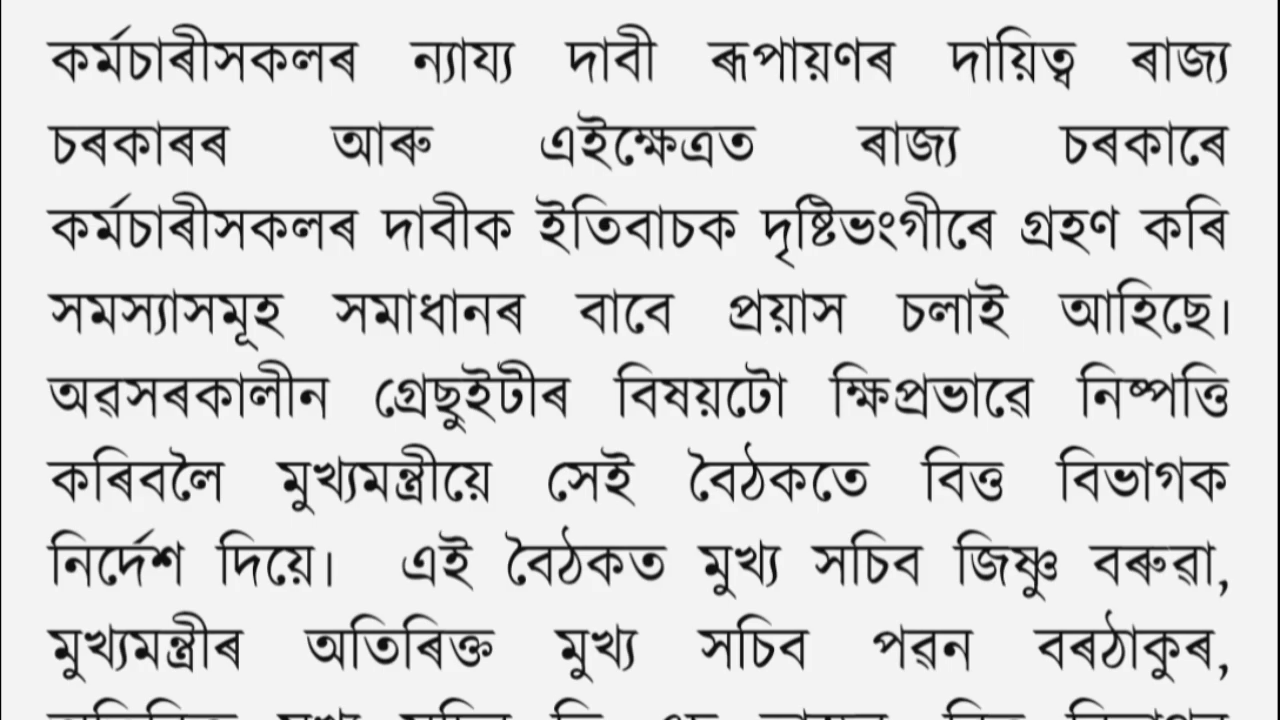 কৰ্মচাৰীসকলৰ ন্যায্য দাবী ৰূপায়ণৰ দায়িত্ব ৰাজ্য
চৰকাৰৰ আৰু এইক্ষেত্ৰত ৰাজ্য চৰকাৰে
কৰ্মচাৰীসকলৰ দাবীক ইতিবাচক দৃষ্টিভংগীৰে গ্ৰহণ কৰি
সমস্যাসমূহ সমাধানৰ বাবে প্ৰয়াস চলাই আহিছে।
অৱসৰকালীন গ্ৰেছুইটীৰ বিষয়টো ক্ষিপ্ৰভাৱে নিষ্পত্তি
কৰিবলৈ মুখ্যমন্ত্ৰীয়ে সেই বৈঠকতে বিত্ত বিভাগক
নিৰ্দেশ দিয়ে। এই বৈঠকত মুখ্য সচিব জিষ্ণু বৰুৱা,
মুখ্যমন্ত্ৰীৰ অতিৰিক্ত মুখ্য সচিব পৱন বৰঠাকুৰ,